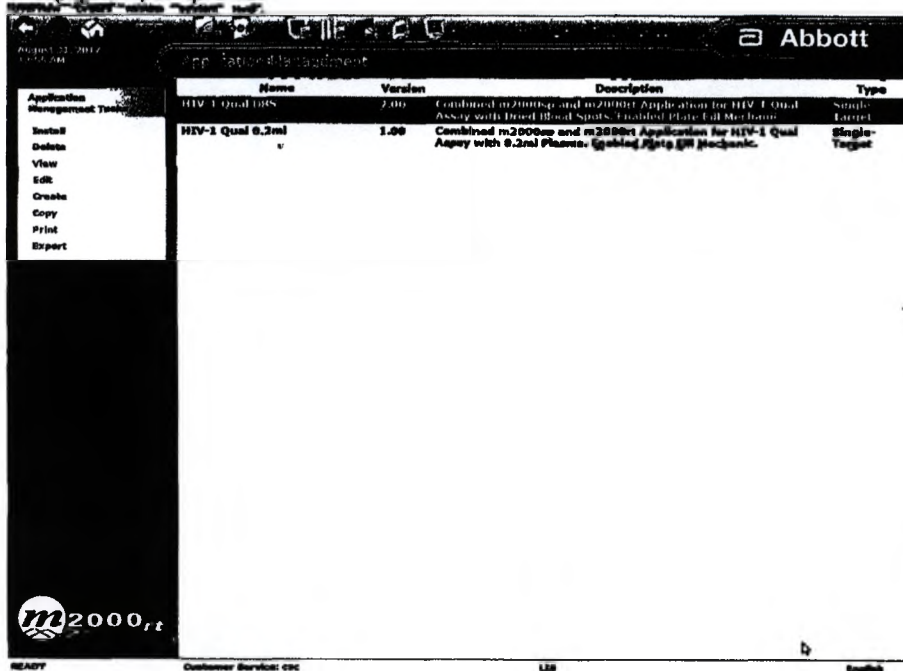 Abbott
August 21, 2012
Application Management
Name Version Description Type
Application
Management Tools
Install
Delete
View
Edit
Create
Copy
Print
Export
HIV-1 Qual DBS 2.00 Combined m2000sp and m2000rt Application for HIV-1 Qual Single-
Assay with Dried Blood Spots. Enabled Plate Fill Mechanic Target
HIV-1 Qual 0.2ml 1.00 Combined m2000sp and m2000rt Application for HIV-1 Qual Single-
Assay with 0.2ml Plasma. Enabled Plate Fill Mechanic. Target
m2000rt
READY Customer Service: CSC LIS English